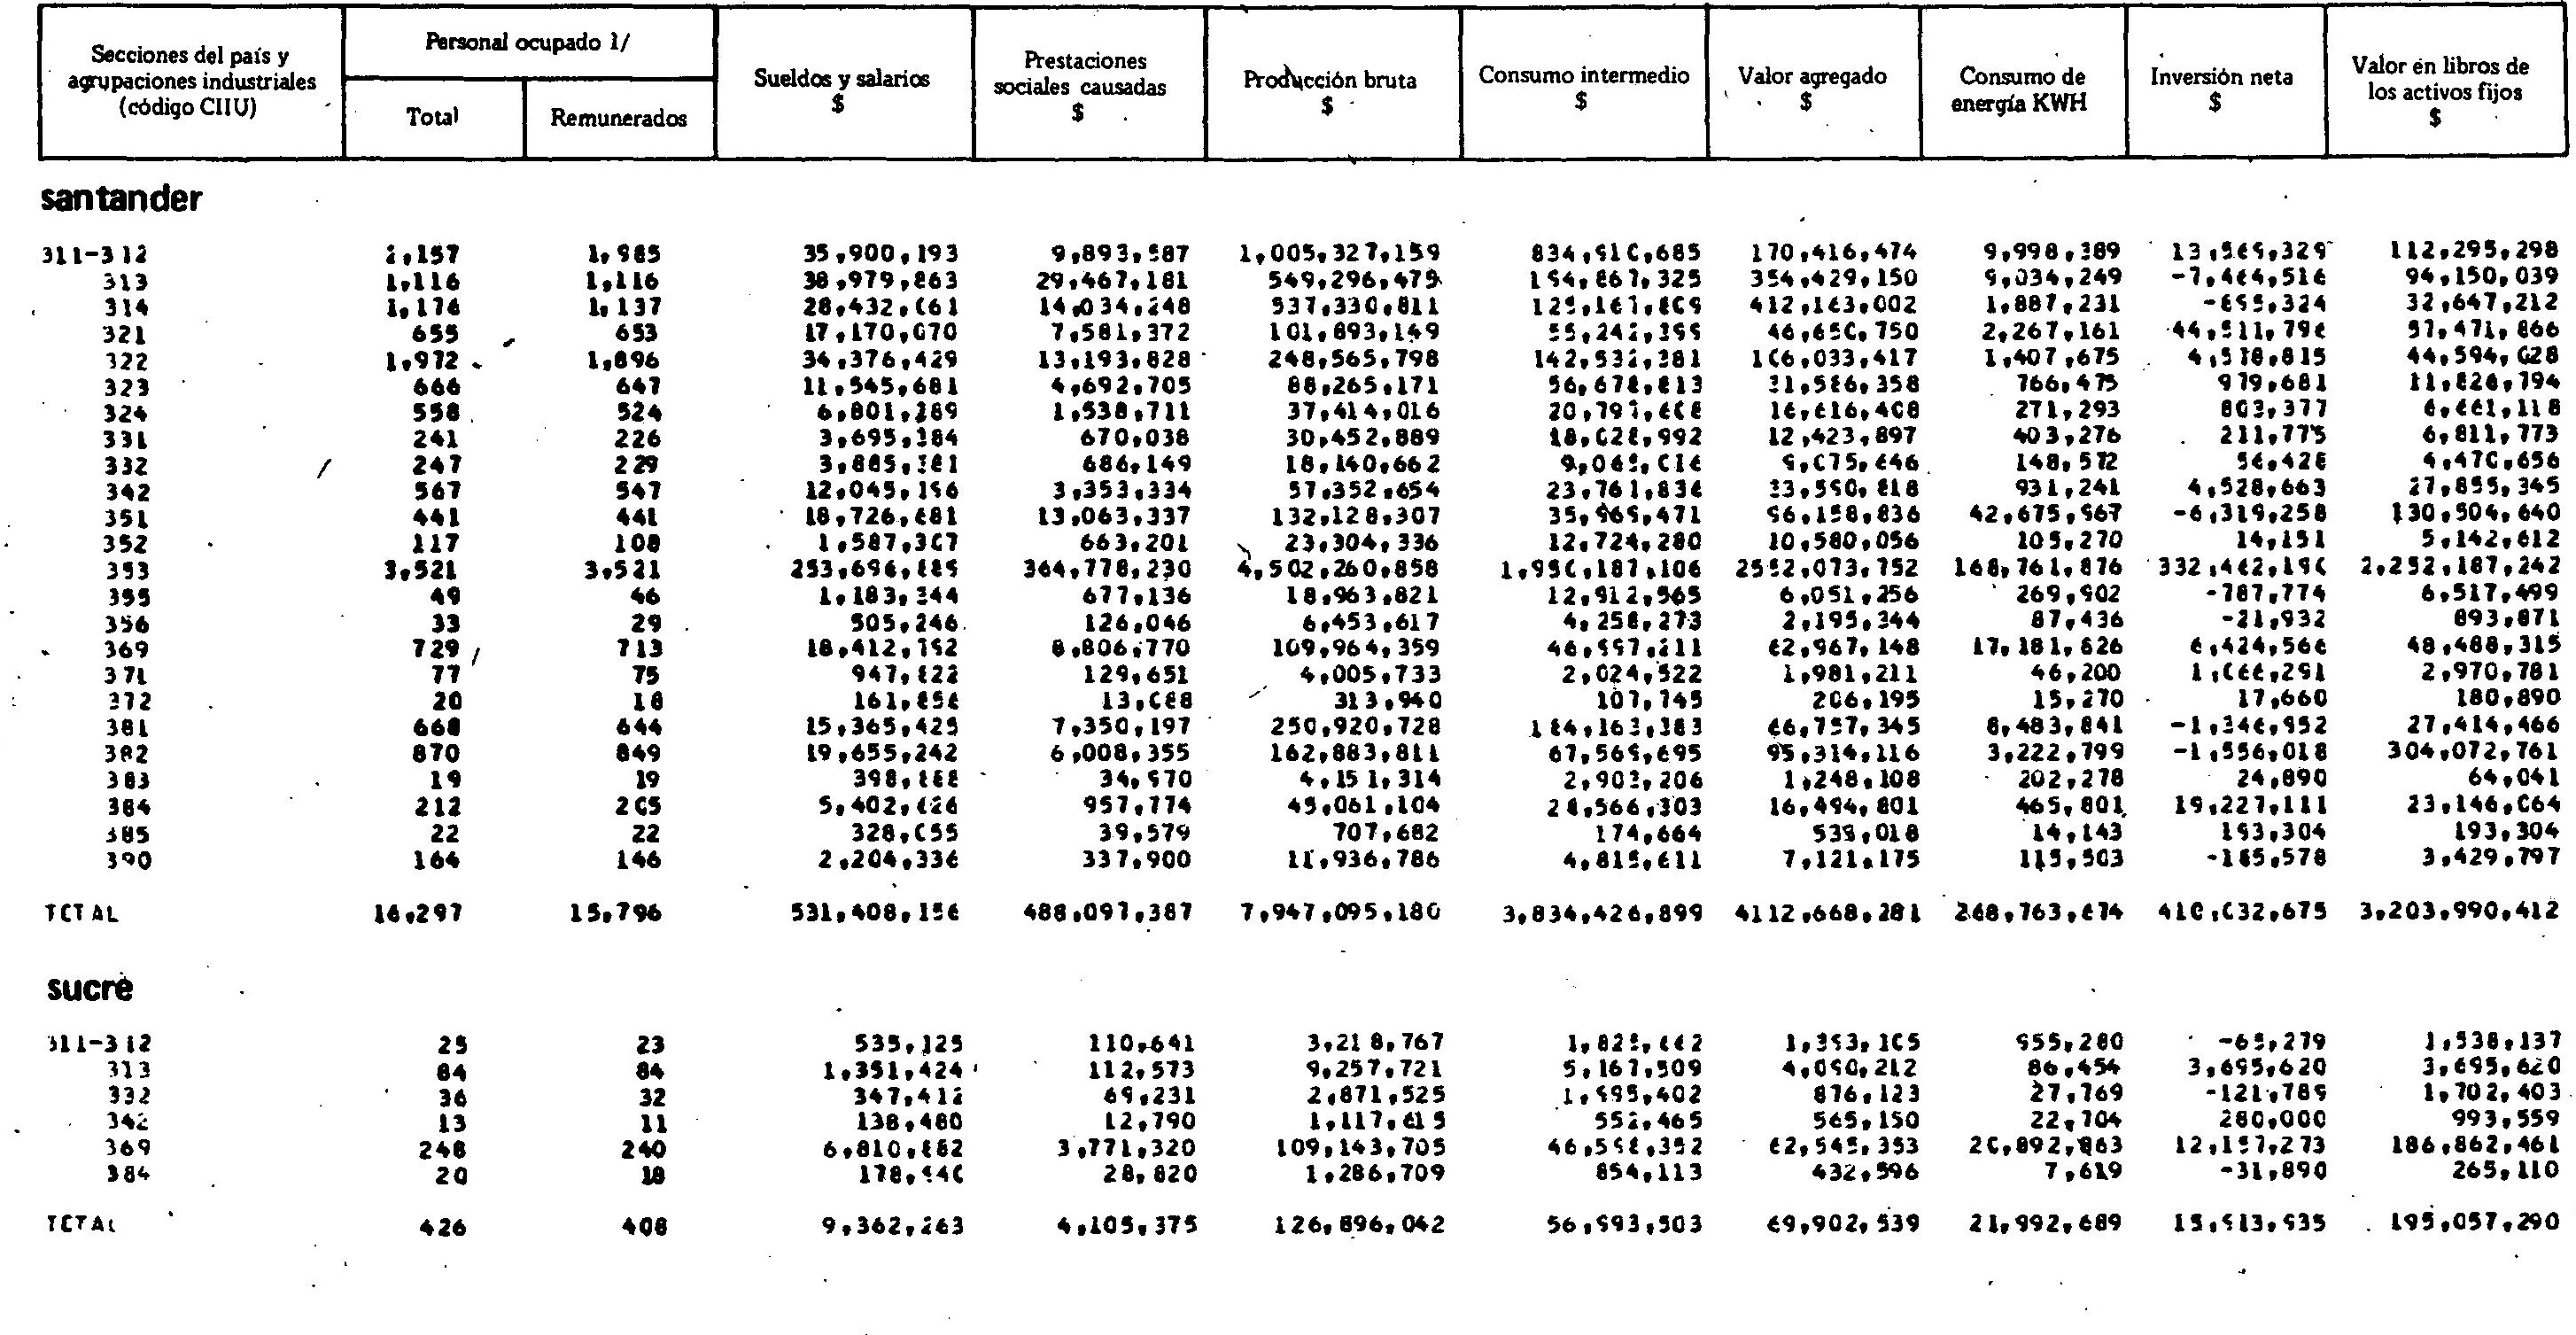 Secciones del país y agrupaciones industriales (código CIIU) Personal ocupado 1/ Total Remunerados Sueldos y salarios $ Prestaciones sociales causadas $ Producción bruta $ Consumo intermedio $ Valor agregado $ Consumo de energía KWH Inversión neta $ Valor en libros de los activos fijos $
santander
311-312 2,157 1,985 35,900,193 9,893,587 1,005,327,159 834,910,685 170,416,474 9,998,389 13,569,329 112,295,298
313 1,116 1,116 38,979,863 29,467,181 549,296,475 194,867,325 354,429,150 9,034,249 -7,464,516 94,150,039
314 1,176 1,137 28,432,661 14,034,248 537,330,811 125,167,809 412,163,002 1,887,231 -695,324 32,647,212
321 655 653 17,170,070 7,581,372 101,893,149 55,242,399 46,650,750 2,267,161 44,511,796 57,471,866
322 1,972 1,896 34,376,429 13,193,828 248,565,798 142,532,381 106,033,417 1,407,675 4,518,815 44,594,028
323 666 647 11,545,681 4,692,705 88,265,171 56,678,813 31,586,358 766,475 979,681 11,828,794
324 558 524 6,801,289 1,538,711 37,414,016 20,797,608 16,616,408 271,293 803,377 6,661,118
331 241 226 3,695,384 670,038 30,452,889 18,028,992 12,423,897 403,276 211,775 6,811,773
332 247 229 3,885,381 686,149 18,140,662 9,065,016 9,075,646 148,572 56,428 4,470,656
342 567 547 12,045,196 3,353,334 57,352,654 23,761,836 33,590,818 931,241 4,528,663 27,855,345
351 441 441 18,726,681 13,063,337 132,128,307 35,969,471 96,158,836 42,675,967 -6,319,258 130,504,640
352 117 108 1,587,307 663,201 23,304,336 12,724,280 10,580,056 105,270 14,151 5,142,612
353 3,521 3,521 253,696,889 364,778,230 4,502,260,858 1,950,187,106 2552,073,752 168,761,876 332,462,190 2,252,187,242
355 49 46 1,183,344 677,136 18,963,821 12,912,565 6,051,256 269,902 -787,774 6,517,499
356 33 29 505,246 126,046 6,453,617 4,258,273 2,195,344 87,436 -21,932 893,871
369 729 713 18,412,752 8,806,770 109,964,359 46,997,211 62,967,148 17,181,626 6,424,566 48,488,315
371 77 75 947,822 129,651 4,005,733 2,024,522 1,981,211 46,200 1,066,291 2,970,781
372 20 18 161,856 13,088 313,940 107,745 206,195 15,270 17,660 180,890
381 668 644 15,365,425 7,350,197 250,920,728 184,163,383 66,757,345 8,483,841 -1,346,952 27,414,466
382 870 849 19,655,242 6,008,355 162,883,811 67,569,695 95,314,116 3,222,799 -1,556,018 304,072,761
383 19 19 398,888 34,970 4,151,314 2,903,206 1,248,108 202,278 24,890 64,041
384 212 205 5,402,626 957,774 45,061,104 28,566,303 16,494,801 465,801 19,227,111 23,146,064
385 22 22 328,055 39,579 707,682 174,664 533,018 14,143 193,304 193,304
390 164 146 2,204,336 337,900 11,936,786 4,815,611 7,121,175 115,503 -185,578 3,429,797
TOTAL 16,297 15,796 531,408,156 488,097,387 7,947,095,180 3,834,426,899 4112,668,281 268,763,674 410,032,675 3,203,990,412
sucre
311-312 25 23 535,125 110,641 3,218,767 1,825,662 1,393,105 955,280 -65,279 1,538,137
313 84 84 1,351,424 112,573 9,257,721 5,167,509 4,090,212 86,454 3,695,620 3,695,620
332 36 32 347,412 69,231 2,871,525 1,995,402 876,123 27,769 -121,789 1,702,403
342 13 11 138,480 12,790 1,117,615 552,465 565,150 22,704 280,000 993,559
369 248 240 6,810,882 3,771,320 109,143,705 46,598,352 62,545,353 20,892,863 12,157,273 186,862,461
384 20 18 178,940 28,820 1,286,709 854,113 432,596 7,619 -31,890 265,110
TOTAL 426 408 9,362,263 4,105,375 126,896,042 56,993,503 69,902,539 21,992,689 15,913,935 195,057,290